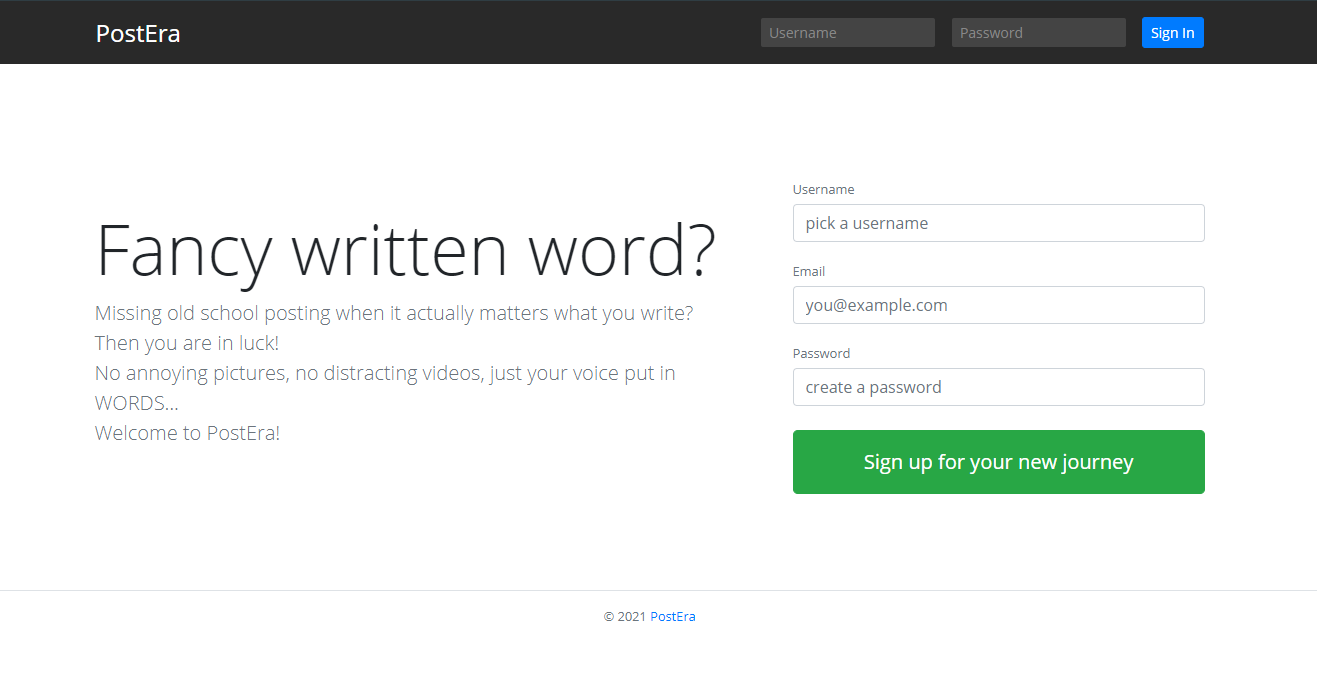 PostEra
Username
Password
Sign In
Fancy written word?
Missing old school posting when it actually matters what you write?
Then you are in luck!
No annoying pictures, no distracting videos, just your voice put in
WORDS...
Welcome to PostEra!
Username
pick a username
Email
you@example.com
Password
create a password
Sign up for your new journey
© 2021 PostEra